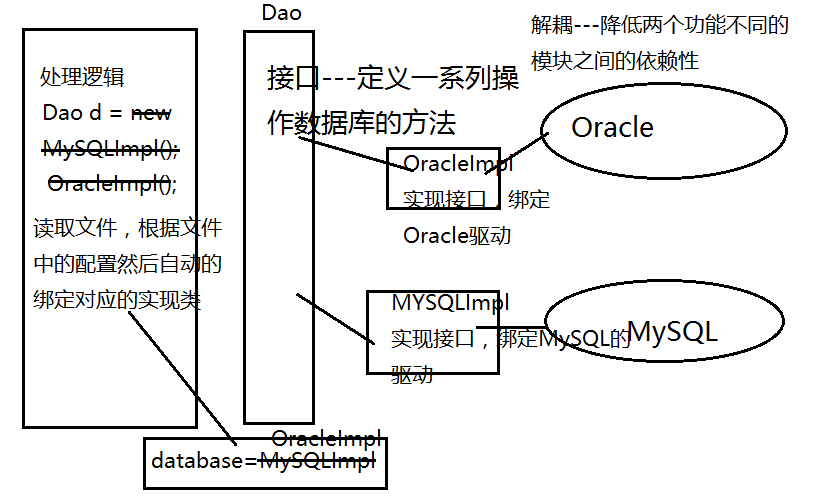 Dao
解耦---降低两个功能不同的
模块之间的依赖性
处理逻辑
Dao d = new
MySQLImpl();
OracleImpl();
读取文件，根据文件
中的配置然后自动的
绑定对应的实现类
接口---定义一系列操
作数据库的方法
OracleImpl
实现接口，绑定
Oracle驱动
Oracle
MYSQLImpl
实现接口，绑定MySQL的
驱动
MySQL
OracleImpl
database=MySQLImpl